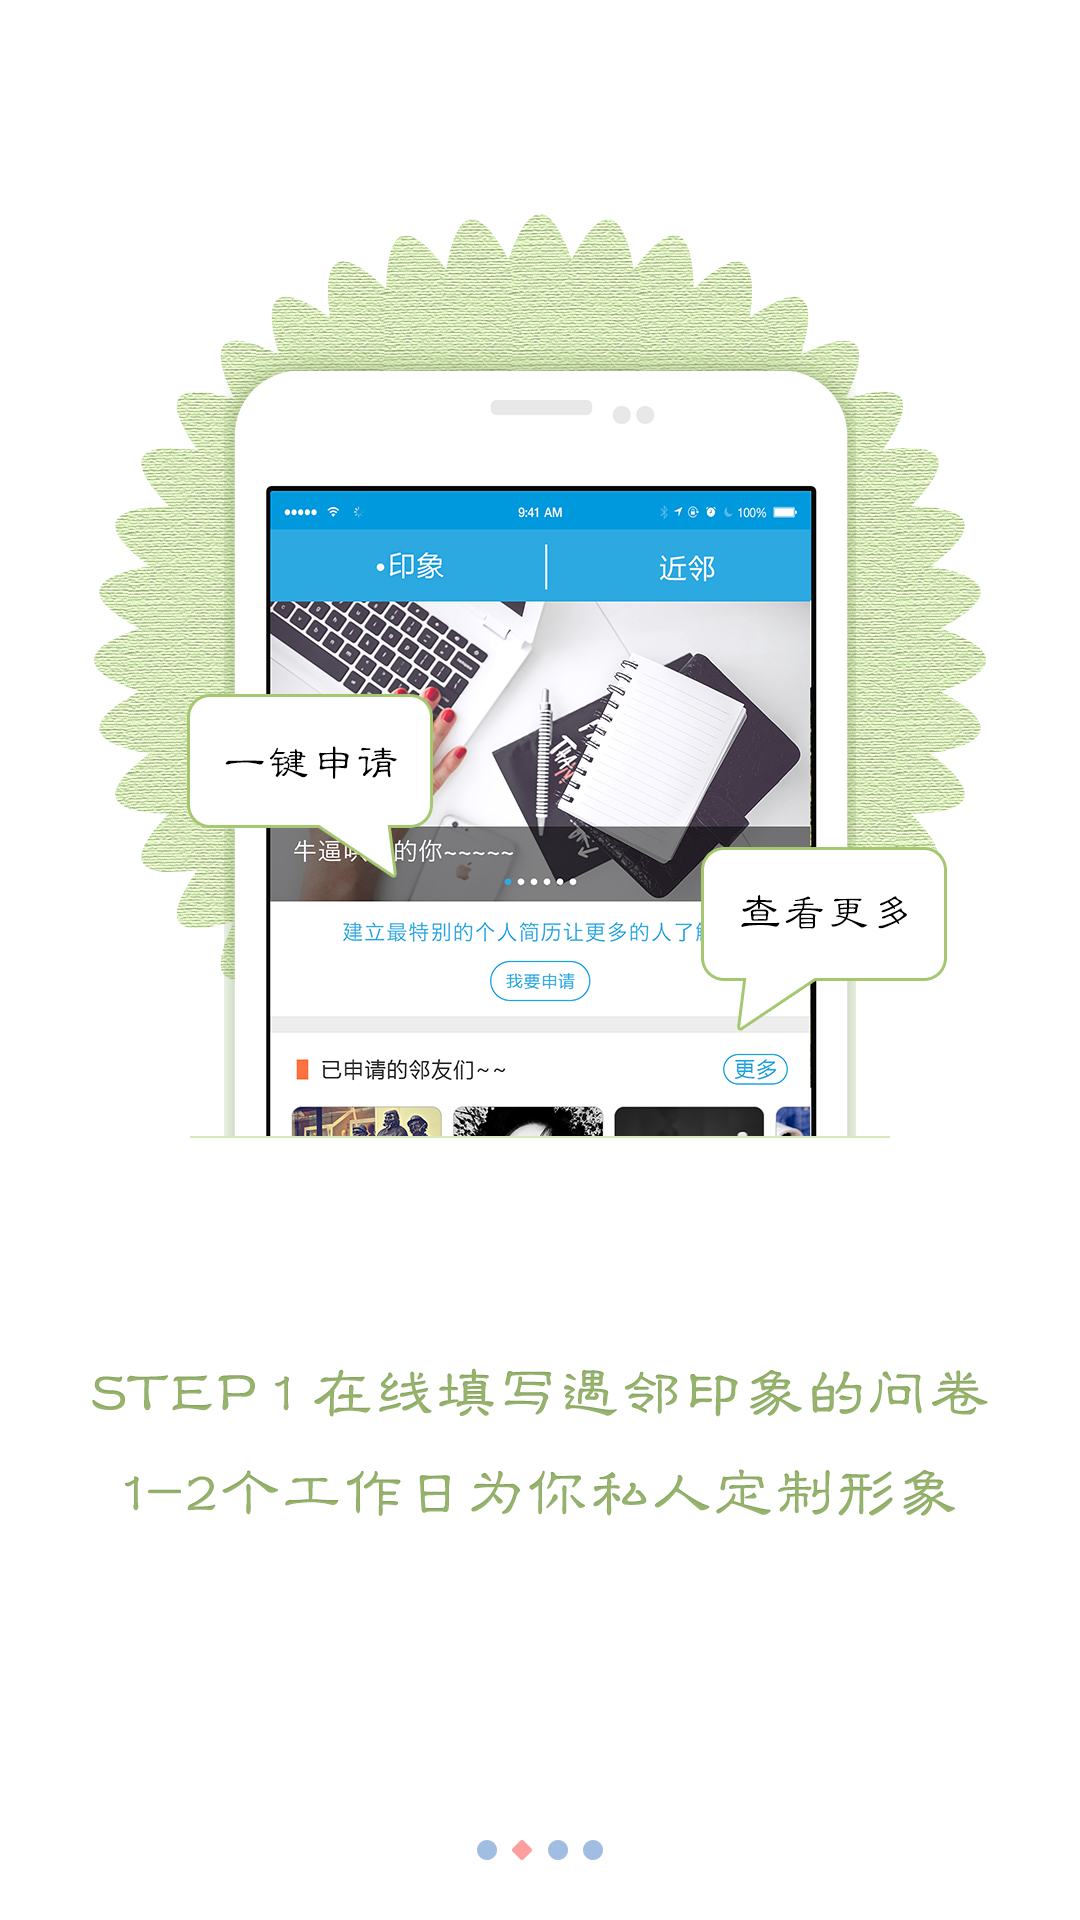 9:41 AM 100%
•印象 近邻
一键申请
牛逼哄 的你~~~~~
查看更多
建立最特别的个人简历让更多的人了
我要申请
已申请的邻友们~~ 更多
STEP 1 在线填写遇邻印象的问卷
1-2个工作日为你私人定制形象